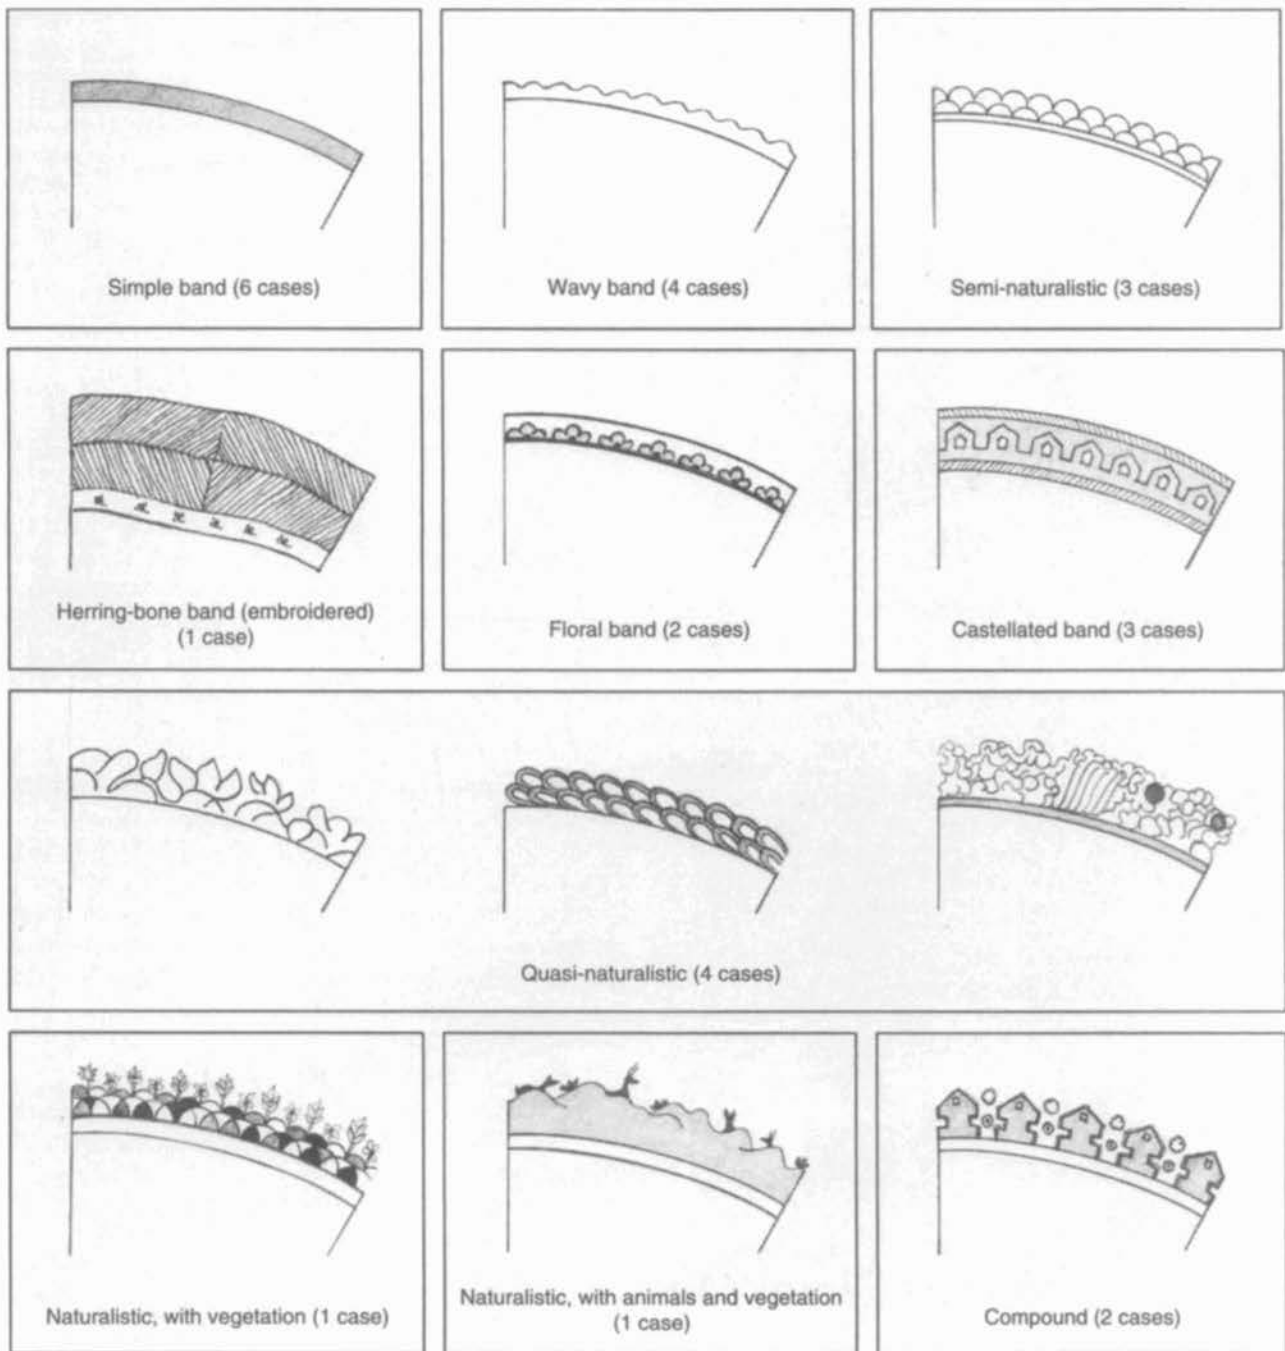 Simple band (6 cases)
Wavy band (4 cases)
Semi-naturalistic (3 cases)
Herring-bone band (embroidered)
(1 case)
Floral band (2 cases)
Castellated band (3 cases)
Quasi-naturalistic (4 cases)
Naturalistic, with vegetation (1 case)
Naturalistic, with animals and vegetation
(1 case)
Compound (2 cases)